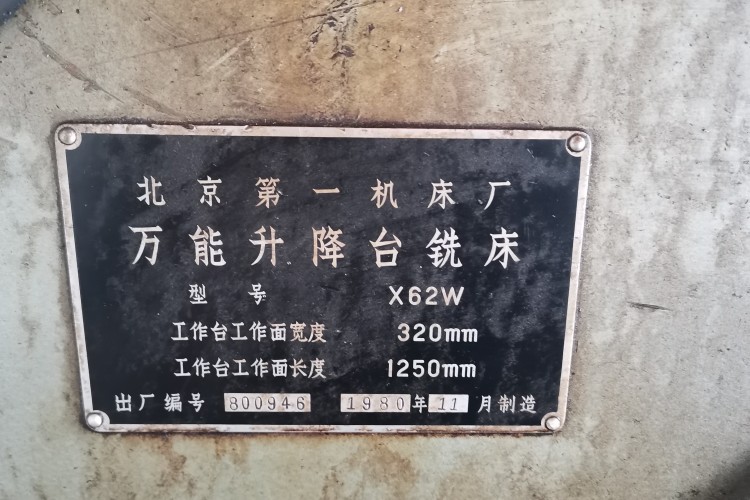 北京第一机床厂
万能升降台铣床
型号 X62W
工作台工作面宽度 320mm
工作台工作面长度 1250mm
出厂编号 800946 1980年11月制造